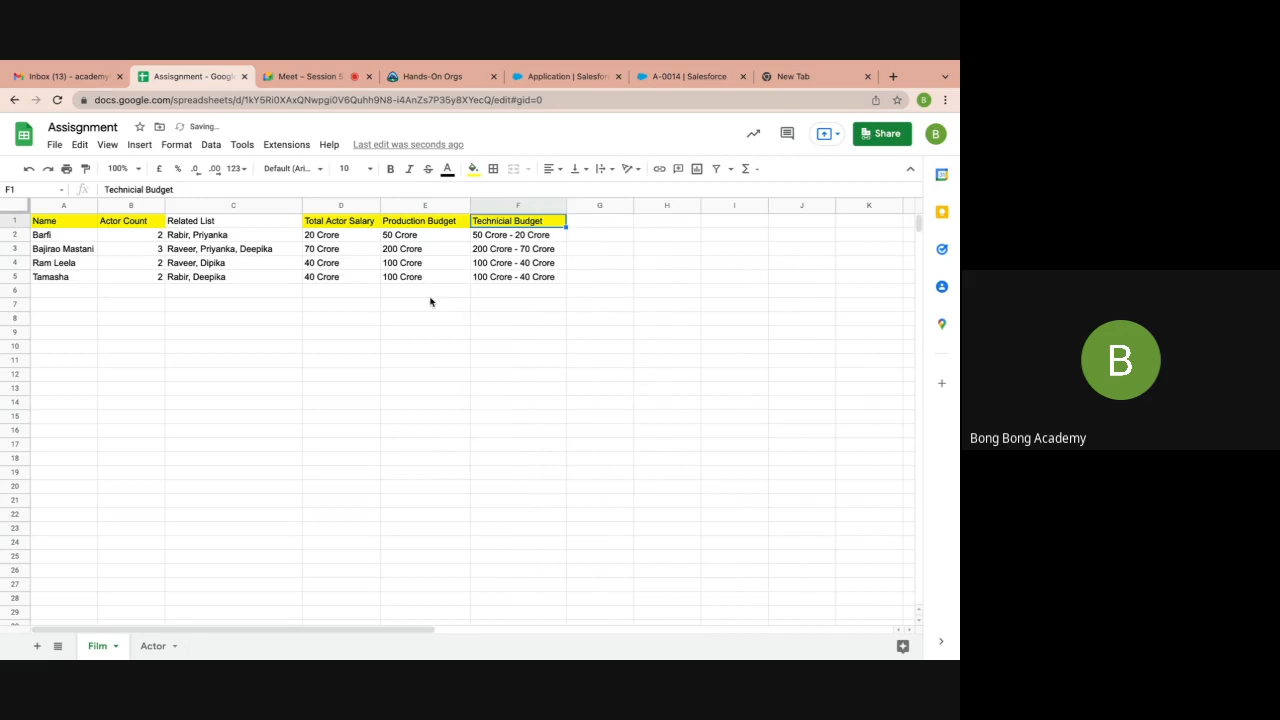 Inbox (13) - academy
Assisgnment - Goog
Meet – Session 5
Hands-On Orgs
Application | Salesfor
A-0014 | Salesforce
New Tab
docs.google.com/spreadsheets/d/1kY5Ri0XAxQNwpgi0V6Quhh9N8-i4AnZs7P35y8XYecQ/edit#gid=0
B
Assisgnment
Saving...
File Edit View Insert Format Data Tools Extensions Help Last edit was seconds ago
Share
B
100% £ % .0 .00 123 Default (Ari... 10 B I S A
F1 fx Technicial Budget
A B C D E F G H I J K
1 Name Actor Count Related List Total Actor Salary Production Budget Technicial Budget
2 Barfi 2 Rabir, Priyanka 20 Crore 50 Crore 50 Crore - 20 Crore
3 Bajirao Mastani 3 Raveer, Priyanka, Deepika 70 Crore 200 Crore 200 Crore - 70 Crore
4 Ram Leela 2 Raveer, Dipika 40 Crore 100 Crore 100 Crore - 40 Crore
5 Tamasha 2 Rabir, Deepika 40 Crore 100 Crore 100 Crore - 40 Crore
6
7
8
9
10
11
12
13
14
15
16
17
18
19
20
21
22
23
24
25
26
27
28
29
Film Actor
B
Bong Bong Academy